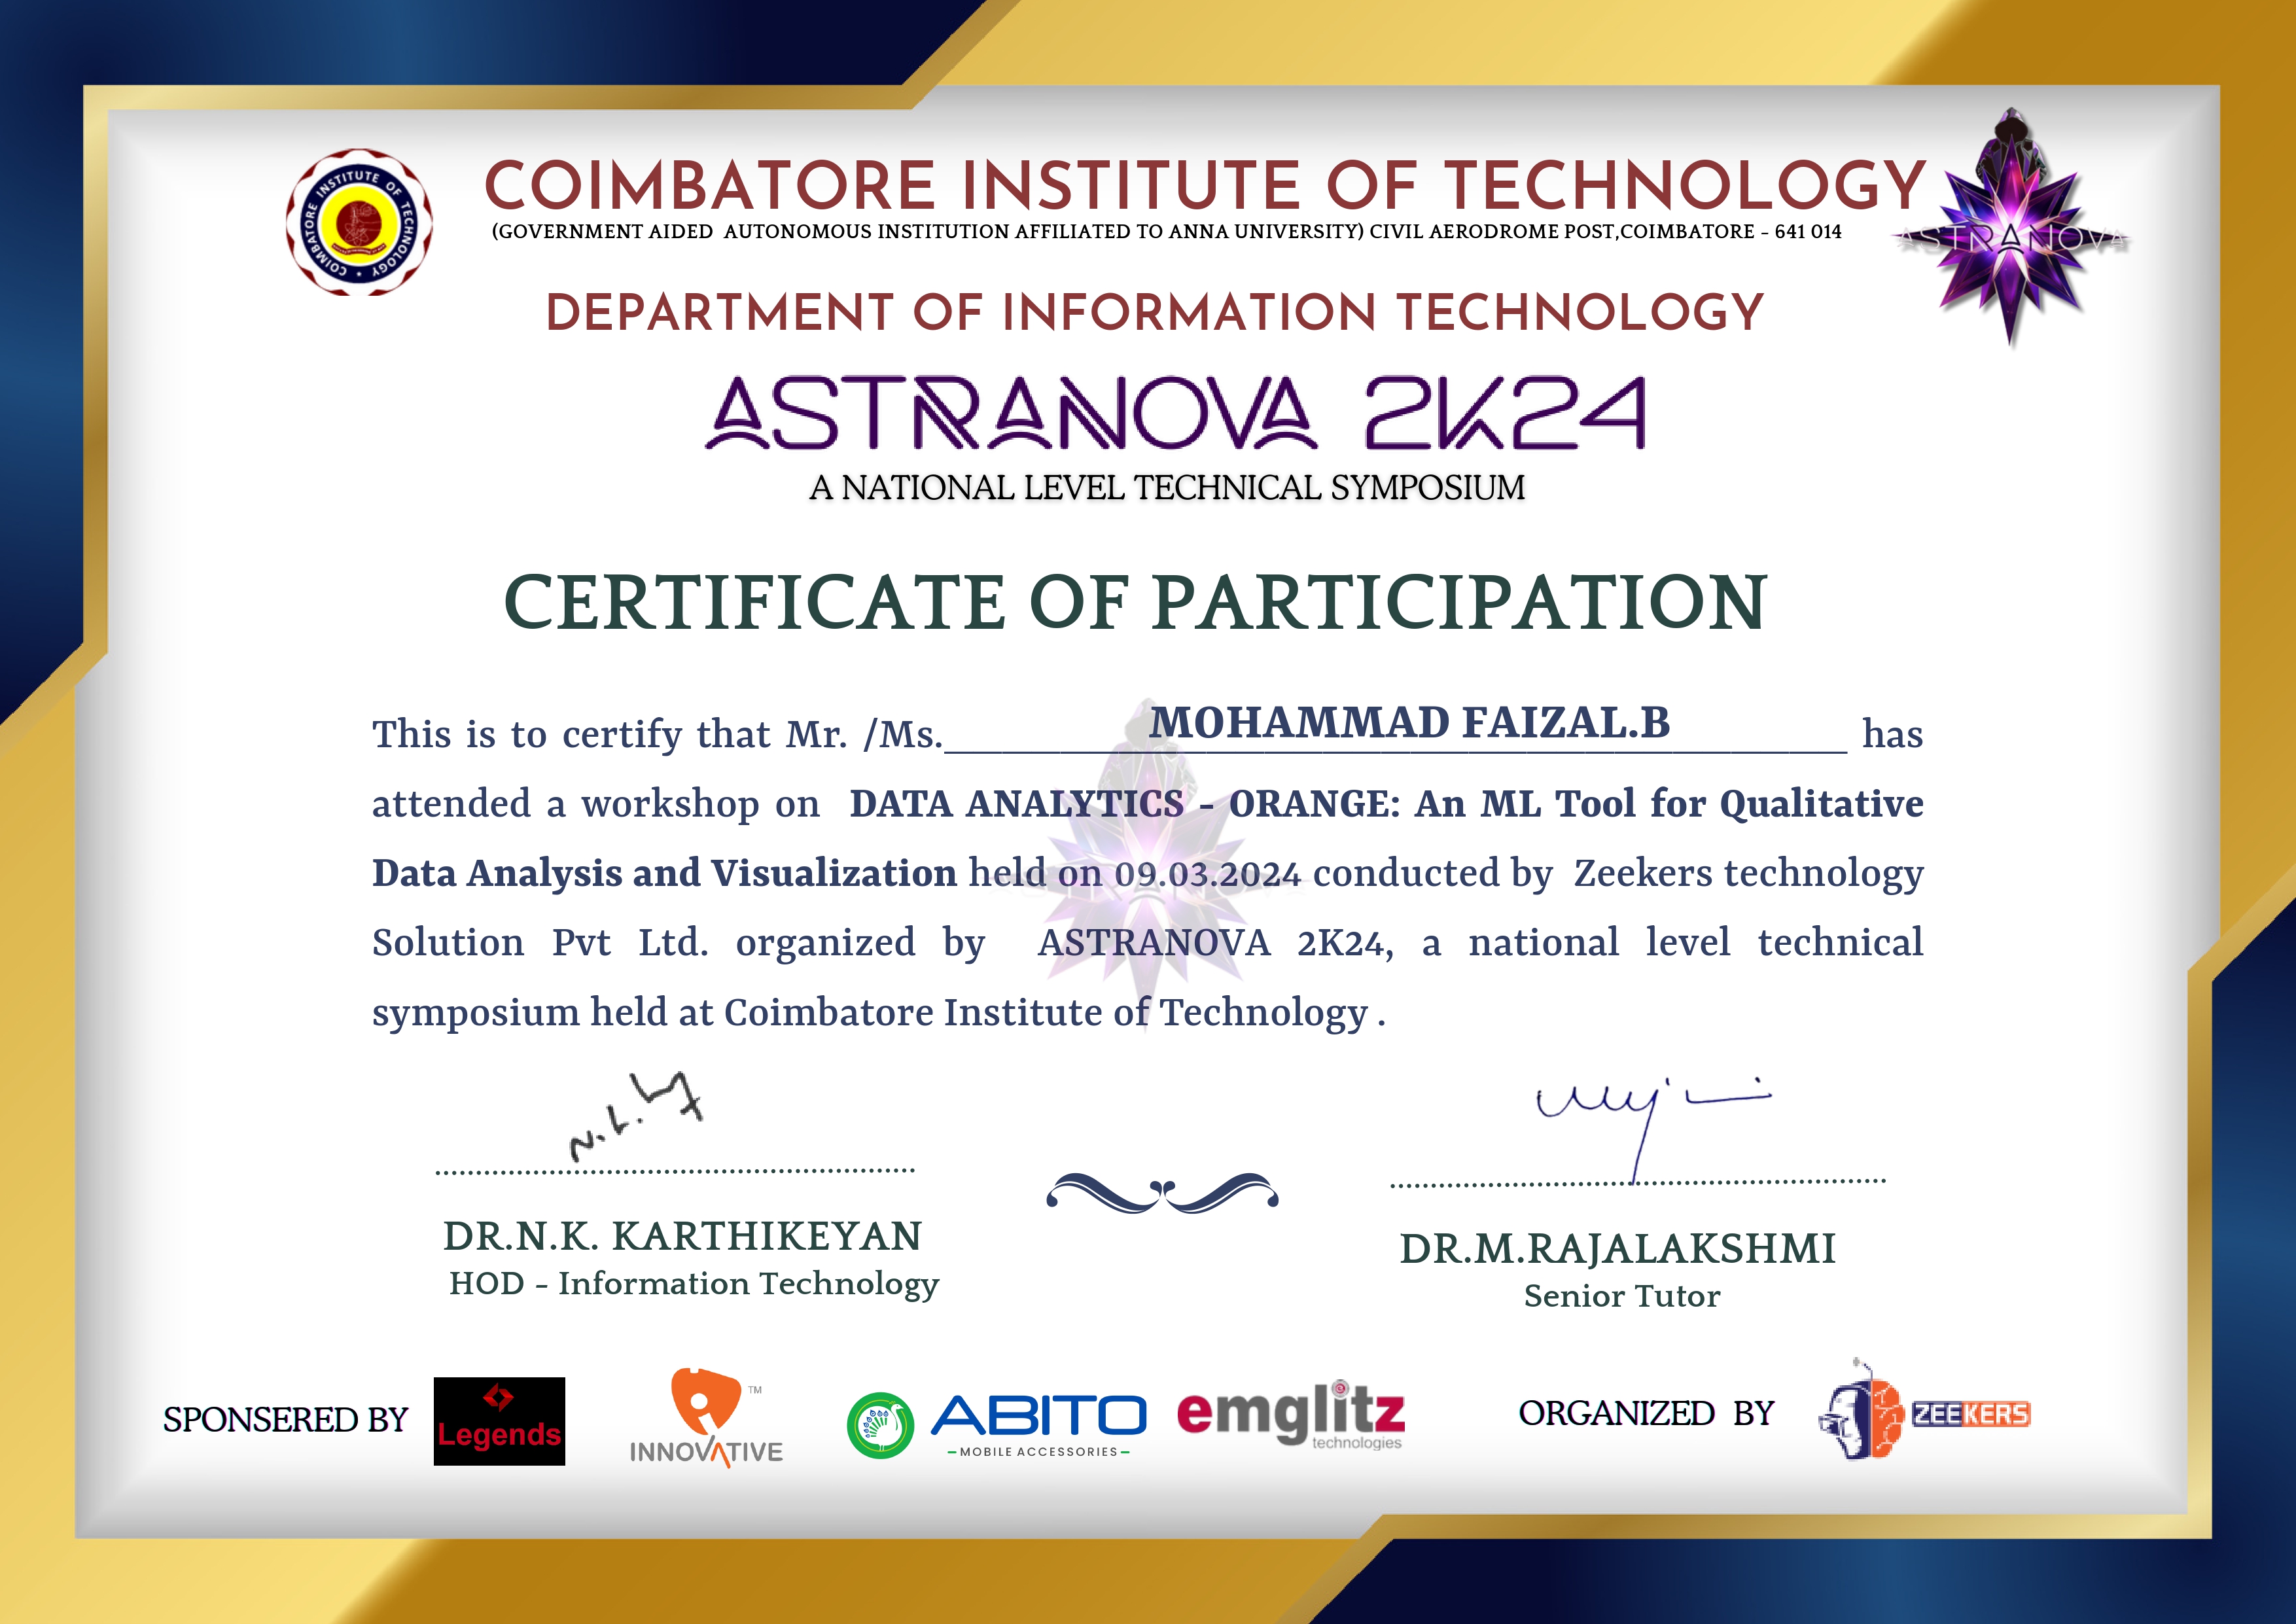 COIMBATORE INSTITUTE OF TECHNOLOGY
COIMBATORE INSTITUTE OF TECHNOLOGY
(GOVERNMENT AIDED AUTONOMOUS INSTITUTION AFFILIATED TO ANNA UNIVERSITY) CIVIL AERODROME POST,COIMBATORE - 641 014
ASTRANOVA
DEPARTMENT OF INFORMATION TECHNOLOGY
ASTRANOVA 2K24
A NATIONAL LEVEL TECHNICAL SYMPOSIUM
CERTIFICATE OF PARTICIPATION
This is to certify that Mr. /Ms. MOHAMMAD FAIZAL.B has
attended a workshop on DATA ANALYTICS - ORANGE: An ML Tool for Qualitative
Data Analysis and Visualization held on 09.03.2024 conducted by Zeekers technology
Solution Pvt Ltd. organized by ASTRANOVA 2K24, a national level technical
symposium held at Coimbatore Institute of Technology .
DR.N.K. KARTHIKEYAN
HOD - Information Technology
DR.M.RAJALAKSHMI
Senior Tutor
SPONSERED BY
Legends
INNOVATIVE TM
ABITO
MOBILE ACCESSORIES
emglitz
technologies
ORGANIZED BY
ZEEKERS